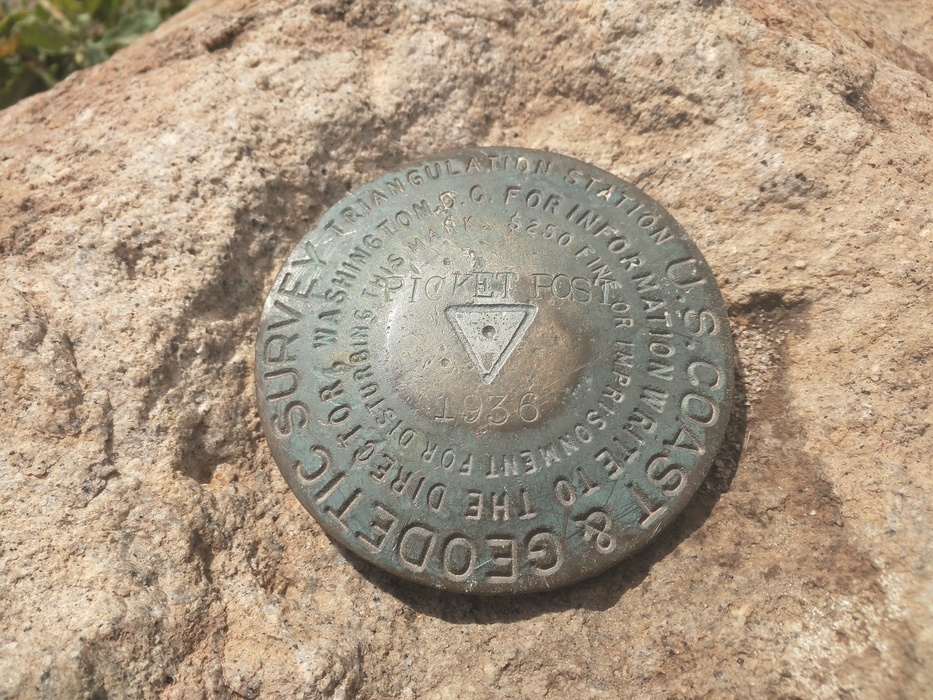 U.S. COAST & GEODETIC SURVEY
TRIANGULATION STATION
FOR INFORMATION WRITE TO THE DIRECTOR, WASHINGTON, D.C.
$250 FINE OR IMPRISONMENT FOR DISTURBING THIS MARK.
PICKET POST
1936